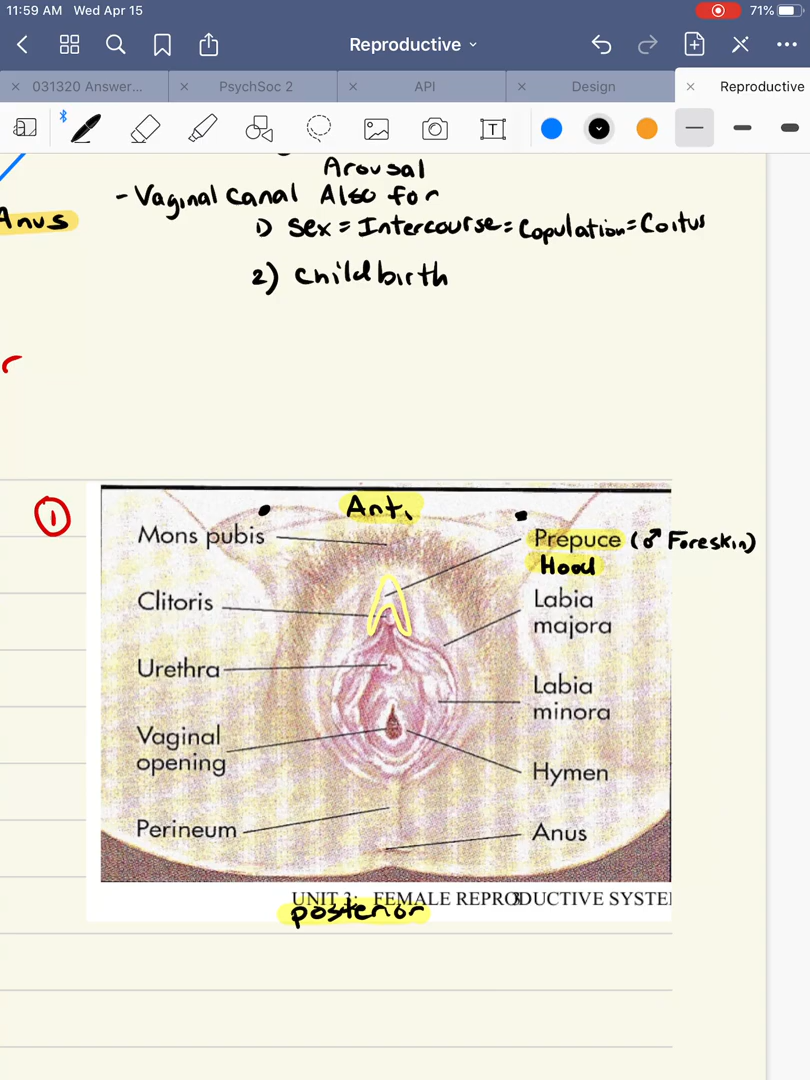 11:59 AM Wed Apr 15
71%
Reproductive
031320 Answer...
PsychSoc 2
API
Design
Reproductive
T
Arousal
- Vaginal canal Also for
Anus
1) Sex = Intercourse = Copulation = Coitus
2) Childbirth
1
Ant.
Mons pubis
Prepuce (♂ Foreskin)
Hood
Clitoris
Labia
majora
Urethra
Labia
minora
Vaginal
opening
Hymen
Perineum
Anus
UNIT 3: FEMALE REPRODUCTIVE SYSTE
posterior